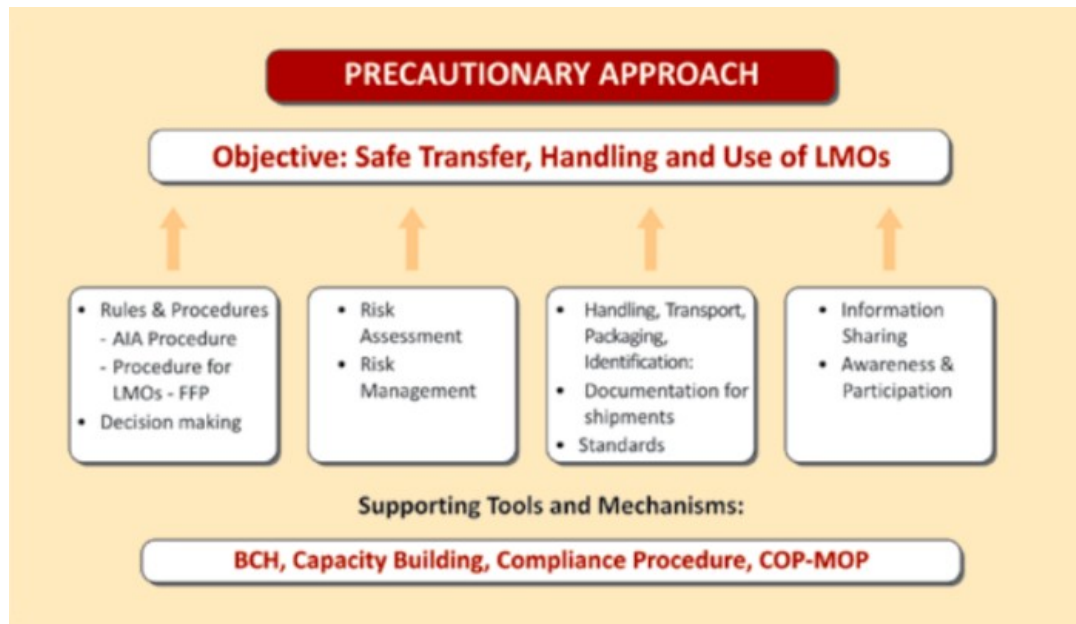 PRECAUTIONARY APPROACH
Objective: Safe Transfer, Handling and Use of LMOs
• Rules & Procedures
- AIA Procedure
- Procedure for
LMOs - FFP
• Decision making
• Risk
Assessment
• Risk
Management
• Handling, Transport,
Packaging,
Identification:
• Documentation for
shipments
• Standards
• Information
Sharing
• Awareness &
Participation
Supporting Tools and Mechanisms:
BCH, Capacity Building, Compliance Procedure, COP-MOP